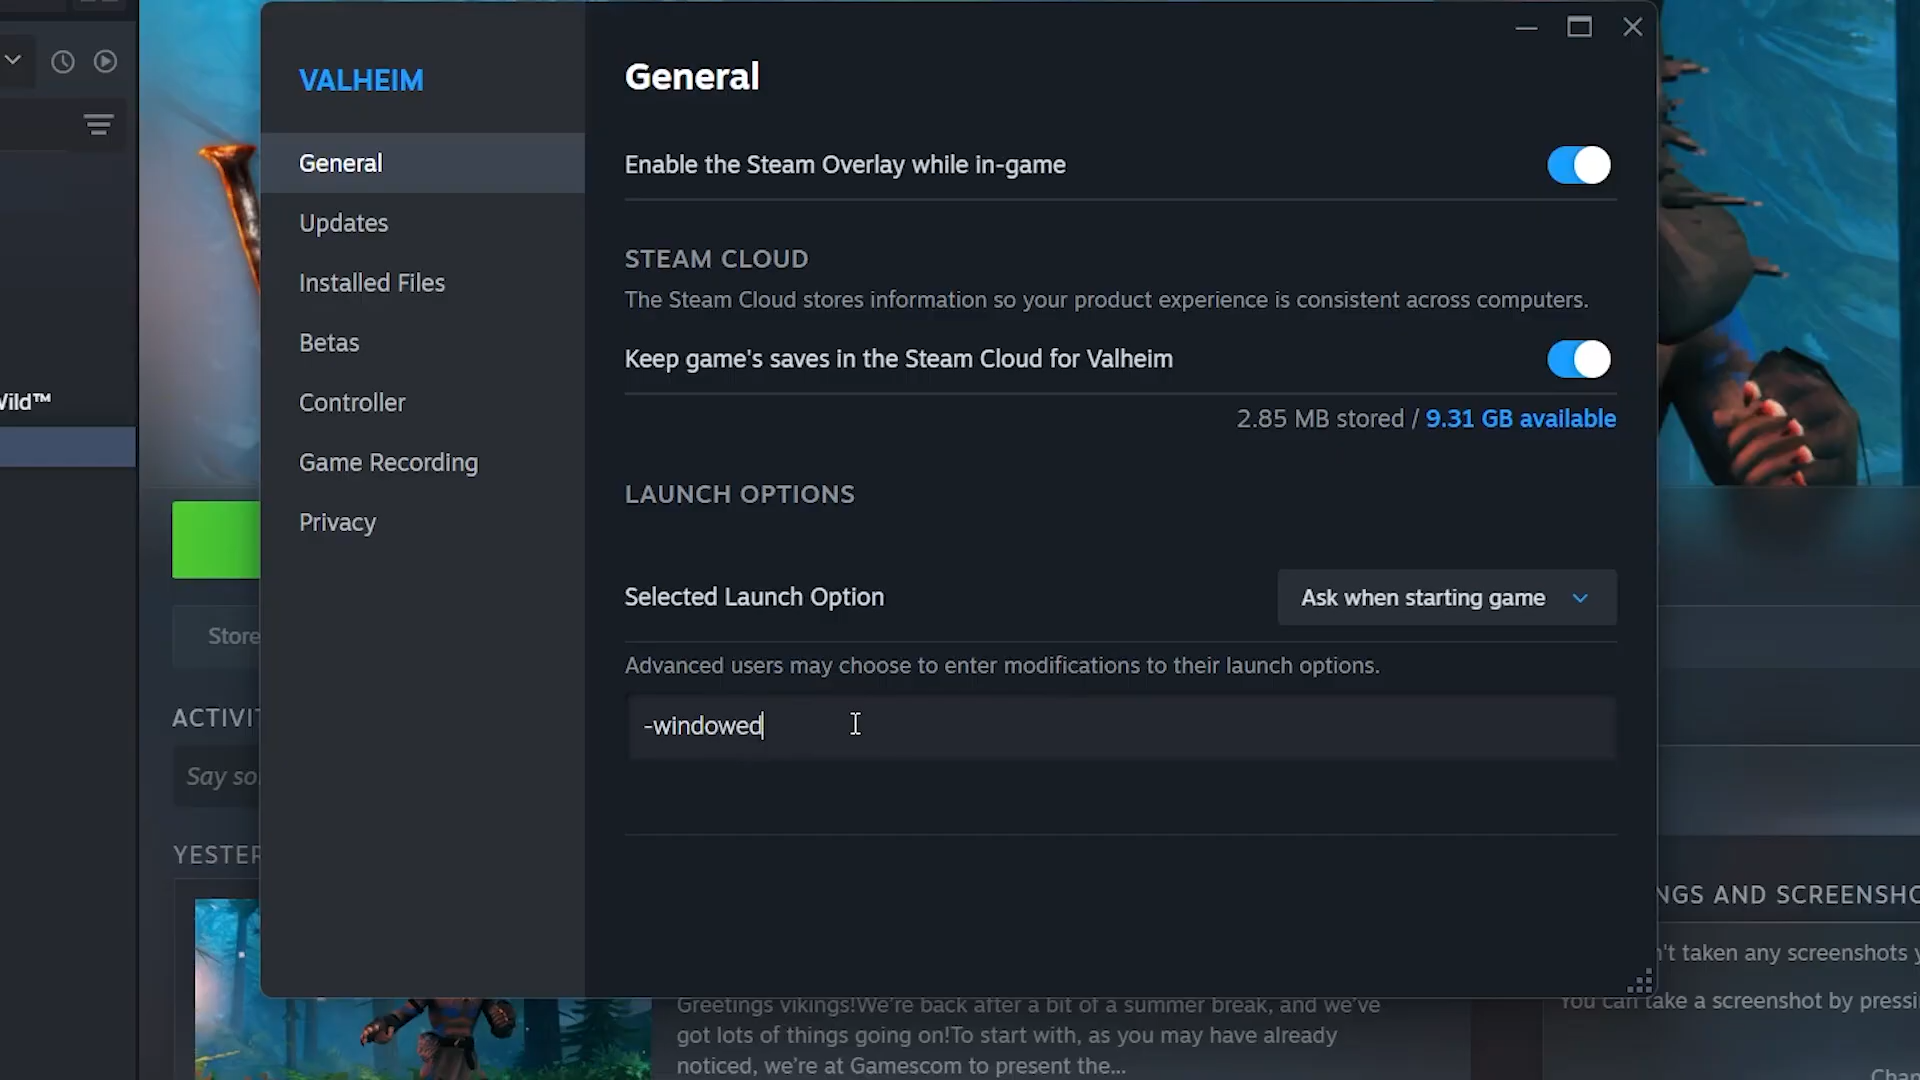 VALHEIM
General
Updates
Installed Files
Betas
Controller
Game Recording
Privacy
General
Enable the Steam Overlay while in-game
STEAM CLOUD
The Steam Cloud stores information so your product experience is consistent across computers.
Keep game's saves in the Steam Cloud for Valheim
2.85 MB stored / 9.31 GB available
LAUNCH OPTIONS
Selected Launch Option
Ask when starting game
Advanced users may choose to enter modifications to their launch options.
-windowed
Wild™
Store
ACTIVI
Say so
YESTER
Greetings vikings!We're back after a bit of a summer break, and we've
got lots of things going on!To start with, as you may have already
noticed, we're at Gamescom to present the...
NGS AND SCREENSHO
n't taken any screenshots y
You can take a screenshot by pressi